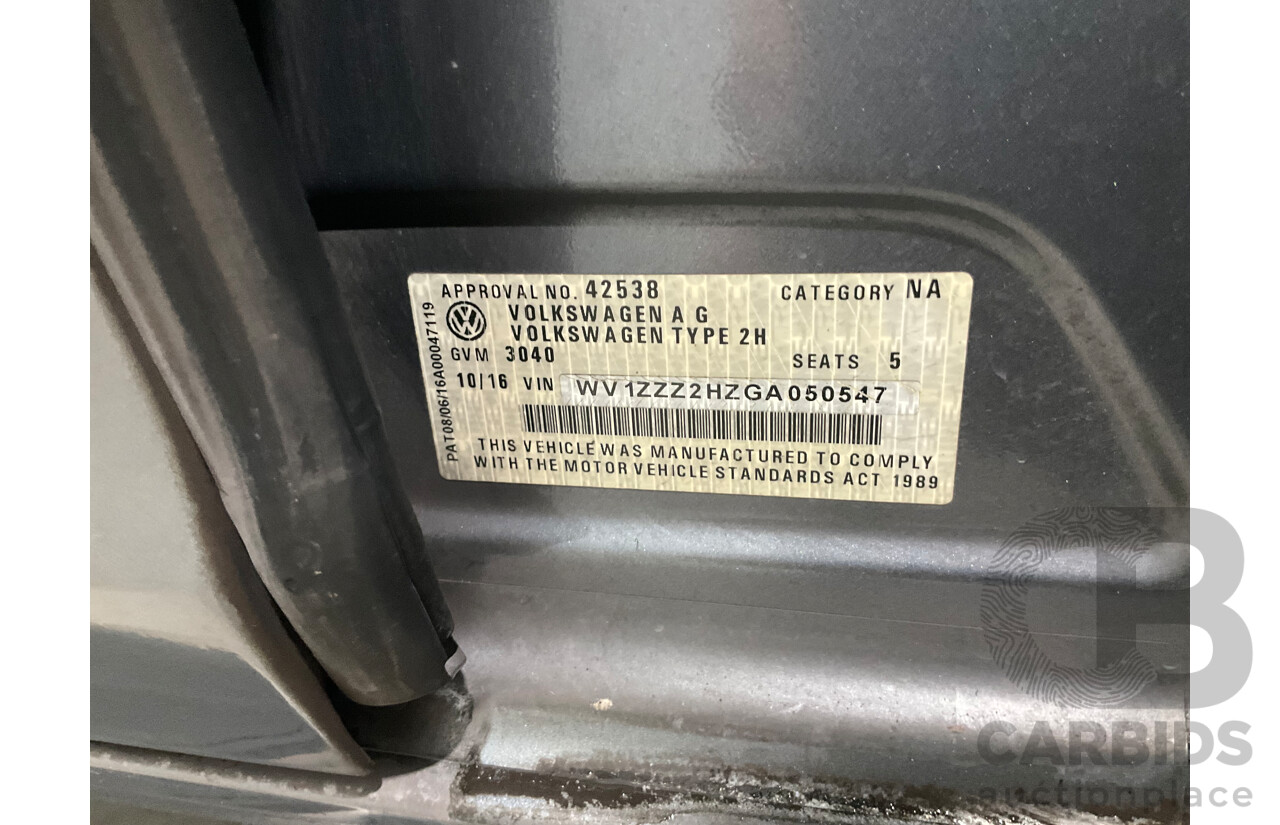 APPROVAL NO. 42538 CATEGORY NA
VOLKSWAGEN A G
VOLKSWAGEN TYPE 2H
GVM 3040 SEATS 5
10/16 VIN WV1ZZZ2HZGA050547
THIS VEHICLE WAS MANUFACTURED TO COMPLY
WITH THE MOTOR VEHICLE STANDARDS ACT 1989
PAT08/06/16A00047119
CB
CARBIDS
auctionplace